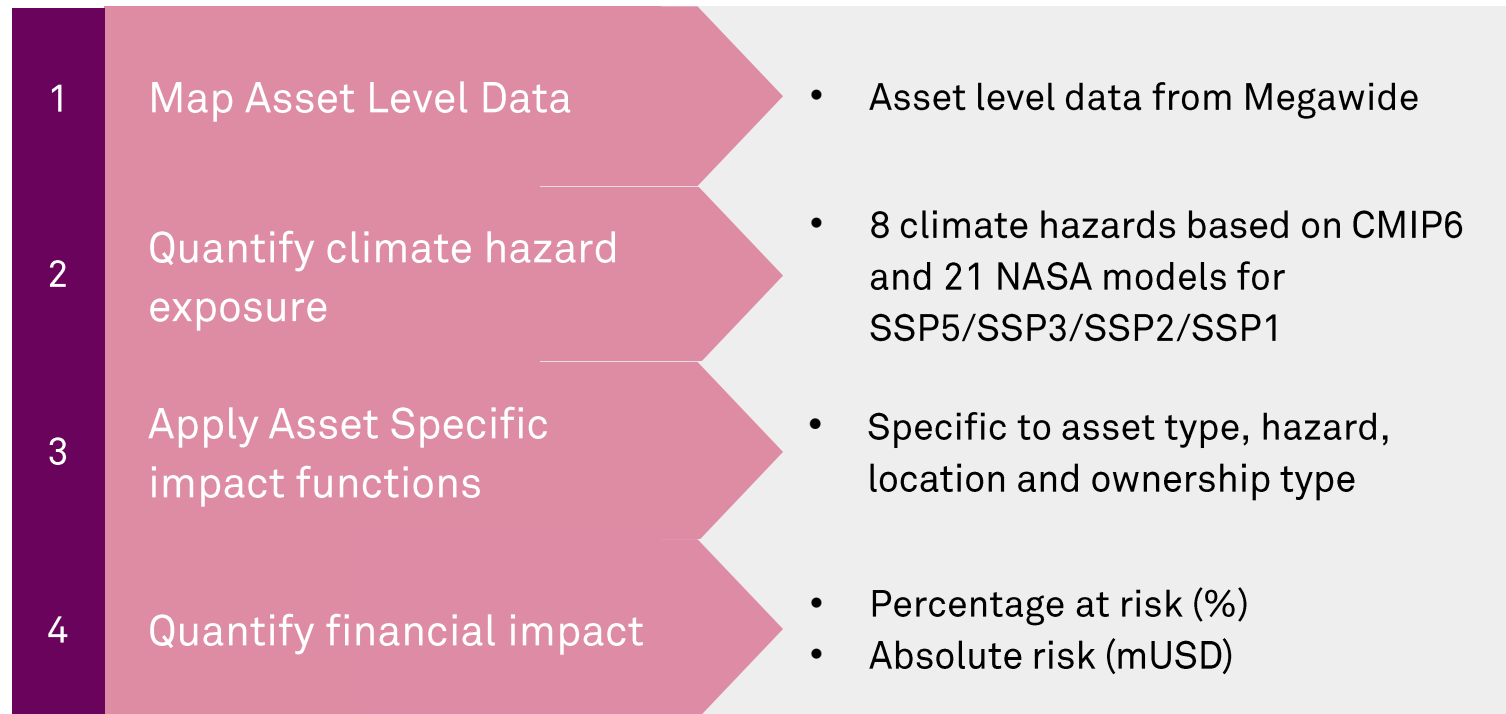 1
Map Asset Level Data
• Asset level data from Megawide
2
Quantify climate hazard
exposure
• 8 climate hazards based on CMIP6
and 21 NASA models for
SSP5/SSP3/SSP2/SSP1
3
Apply Asset Specific
impact functions
• Specific to asset type, hazard,
location and ownership type
4
Quantify financial impact
• Percentage at risk (%)
• Absolute risk (mUSD)